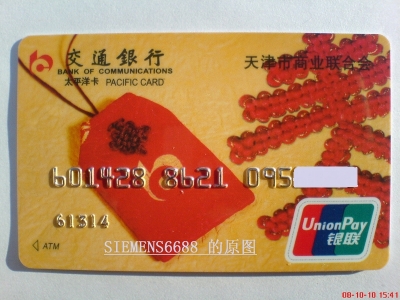 交通銀行 天津市商业联合会
BANK OF COMMUNICATIONS
太平洋卡 PACIFIC CARD
601428 8621 095
61314
UnionPay
银联
ATM
SIEMENS6688 的原图
08-10-10 15:41